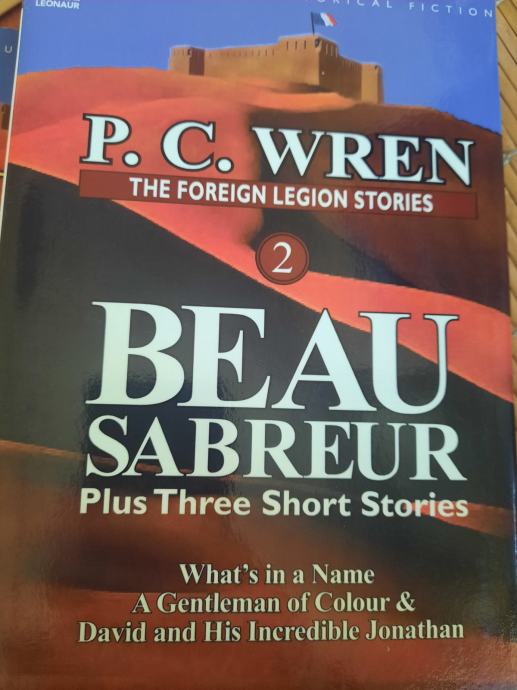 LEONAUR
FICTION
P. C. WREN
THE FOREIGN LEGION STORIES
2
BEAU
SABREUR
Plus Three Short Stories
What's in a Name
A Gentleman of Colour &
David and His Incredible Jonathan